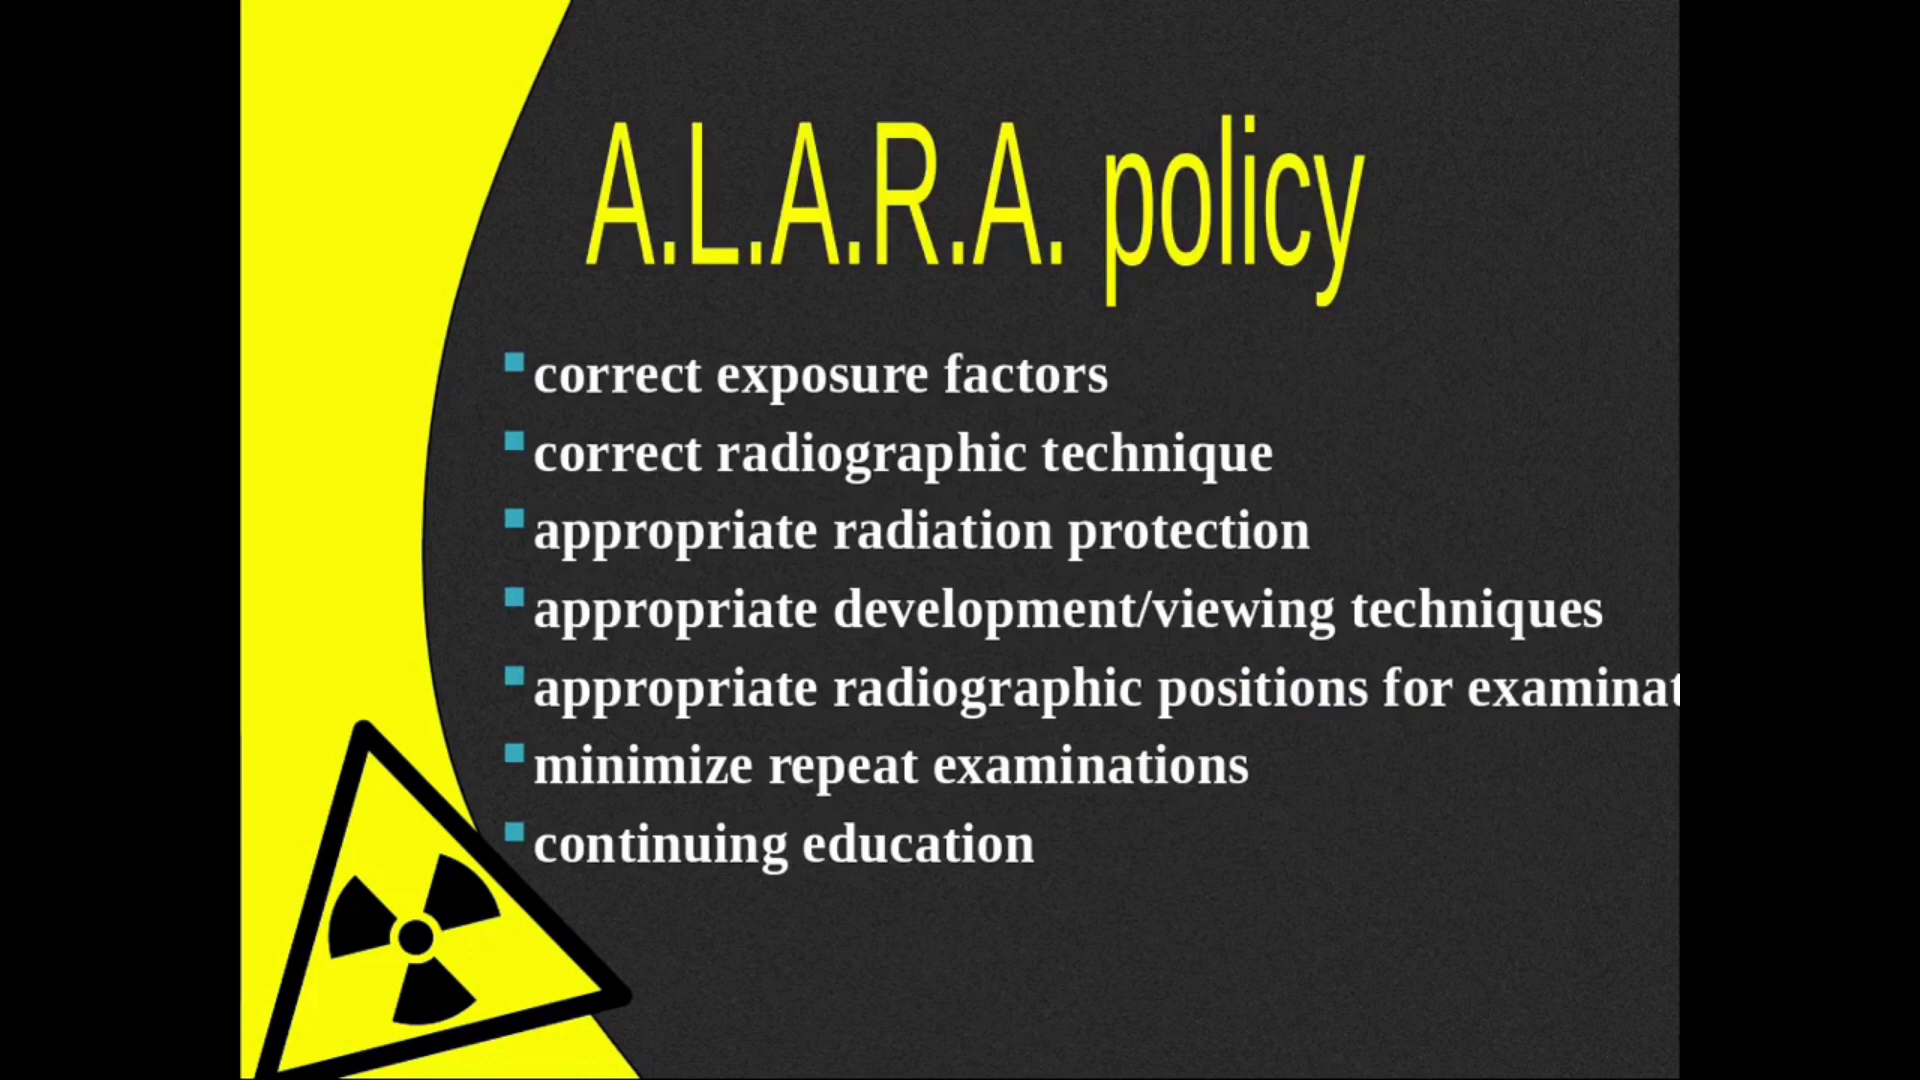 A.L.A.R.A. policy
correct exposure factors
correct radiographic technique
appropriate radiation protection
appropriate development/viewing techniques
appropriate radiographic positions for examinat
minimize repeat examinations
continuing education